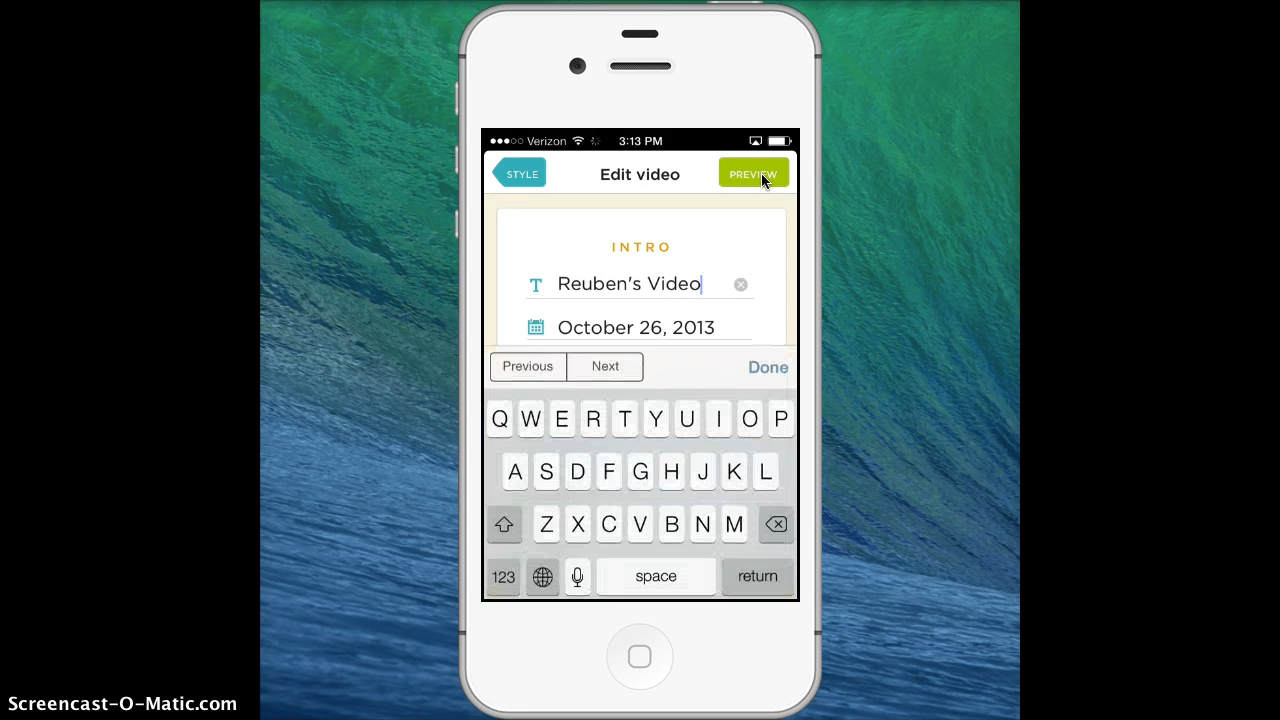 Verizon 3:13 PM
STYLE Edit video PREVIEW
INTRO
T Reuben's Video
October 26, 2013
Previous Next Done
Q W E R T Y U I O P
A S D F G H J K L
Z X C V B N M
123 space return
Screencast-O-Matic.com